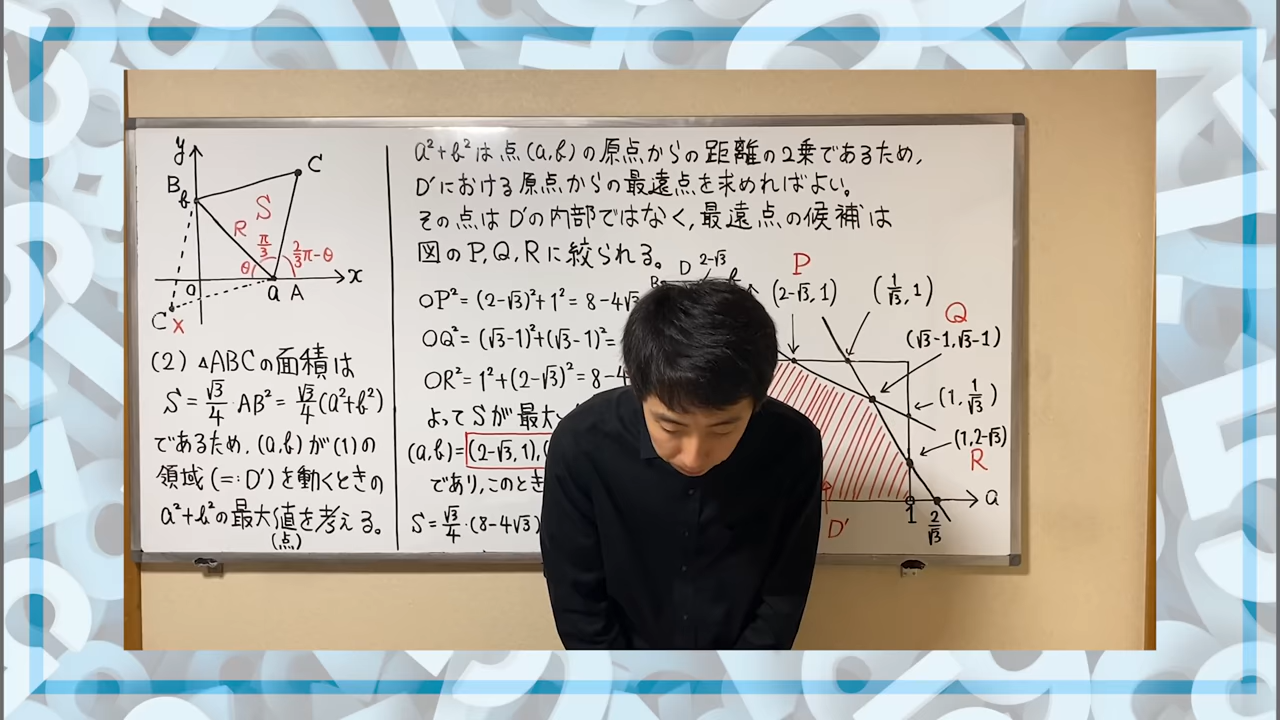 y
C
B
b
S
R
π/3
2/3π-θ
θ
x
O
a A
C
x
(2) △ABCの面積は
S=√3/4・AB²=√3/4(a²+b²)
であるため,(a,b)が(1)の
領域(=:D′)を動くときの
a²+b²の最大値を考える。
(点)
a²+b²は点(a,b)の原点からの距離の2乗であるため,
D′における原点からの最遠点を求めればよい。
その点はD′の内部ではなく,最遠点の候補は
図のP,Q,Rに絞られる。
OP²=(2-√3)²+1²=8-4√3
OQ²=(√3-1)²+(√3-1)²=
OR²=1²+(2-√3)²=8-4
よってSが最大
(a,b)=(2-√3,1),
であり,このとき
S=√3/4・(8-4√3)
D 2-√3
P
(2-√3,1)
(1/√3,1)
Q
(√3-1,√3-1)
(1,1/√3)
(1,2-√3)
R
a
1
2/√3
D′